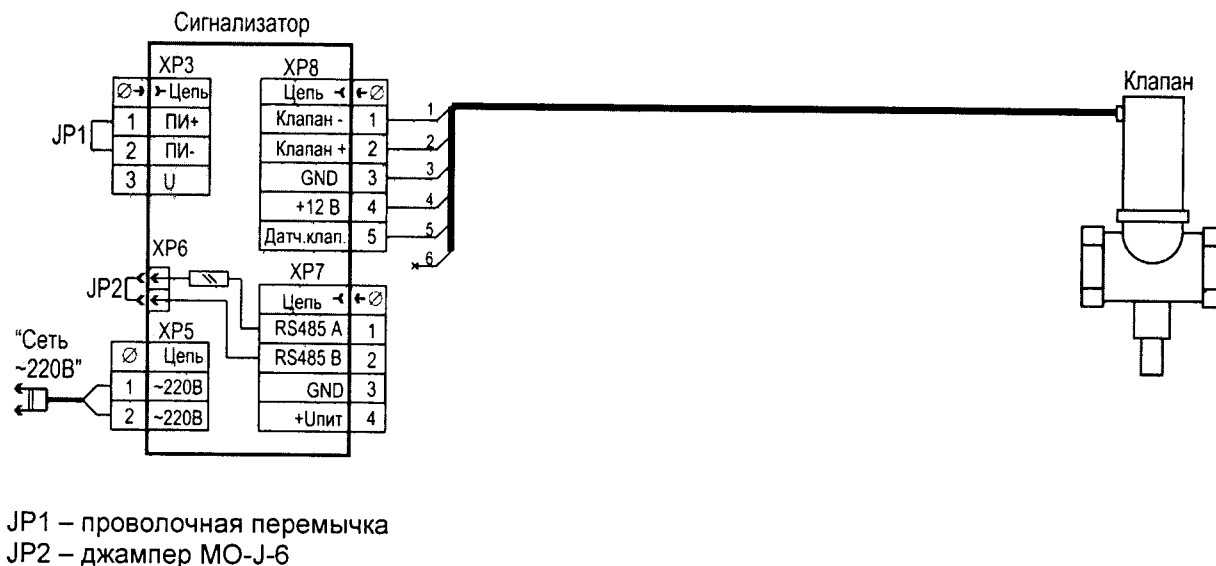 Сигнализатор
XP3
Цепь
1 ПИ+
2 ПИ-
3 U
JP1
XP8
Цепь
Клапан - 1
Клапан + 2
GND 3
+12 В 4
Датч.клап. 5
1
2
3
4
5
6
Клапан
XP6
JP2
XP7
Цепь
RS485 A 1
RS485 B 2
GND 3
+Uпит 4
XP5
Ø Цепь
1 ~220В
2 ~220В
"Сеть
~220В"
JP1 – проволочная перемычка
JP2 – джампер MO-J-6